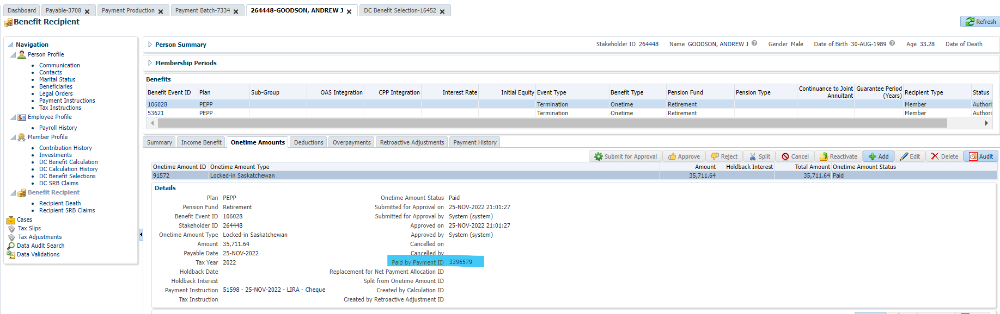 Dashboard Payable-3708 Payment Production Payment Batch-7334 264448-GOODSON, ANDREW J DC Benefit Selection-16452
Benefit Recipient
Refresh
Navigation
Person Profile
Communication
Contacts
Marital Status
Beneficiaries
Legal Orders
Payment Instructions
Tax Instructions
Employee Profile
Payroll History
Member Profile
Contribution History
Investments
DC Benefit Calculation
DC Calculation History
DC Benefit Selections
DC SRB Claims
Benefit Recipient
Recipient Death
Recipient SRB Claims
Cases
Tax Slips
Tax Adjustments
Data Audit Search
Data Validations
Person Summary Stakeholder ID 264448 Name GOODSON, ANDREW J Gender Male Date of Birth 30-AUG-1989 Age 33.28 Date of Death
Membership Periods
Benefits
Benefit Event ID Plan Sub-Group OAS Integration CPP Integration Interest Rate Initial Equity Event Type Benefit Type Pension Fund Pension Type Continuance to Joint Annuitant Guarantee Period (Years) Recipient Type Status
106028 PEPP Termination Onetime Retirement Member Authori
53621 PEPP Termination Onetime Retirement Member Authori
Summary Income Benefit Onetime Amounts Deductions Overpayments Retroactive Adjustments Payment History
Submit for Approval Approve Reject Split Cancel Reactivate Add Edit Delete Audit
Onetime Amount ID Onetime Amount Type Amount Holdback Interest Total Amount Onetime Amount Status
91572 Locked-in Saskatchewan 35,711.64 35,711.64 Paid
Details
Plan PEPP Onetime Amount Status Paid
Pension Fund Retirement Submitted for Approval on 25-NOV-2022 21:01:27
Benefit Event ID 106028 Submitted for Approval by System (system)
Stakeholder ID 264448 Approved on 25-NOV-2022 21:01:27
Onetime Amount Type Locked-in Saskatchewan Approved by System (system)
Amount 35,711.64 Cancelled on
Payable Date 25-NOV-2022 Cancelled by
Tax Year 2022 Paid by Payment ID 3396579
Holdback Date Replacement for Net Payment Allocation ID
Holdback Interest Split from Onetime Amount ID
Payment Instruction 51598 - 25-NOV-2022 - LIRA - Cheque Created by Calculation ID
Tax Instruction Created by Retroactive Adjustment ID